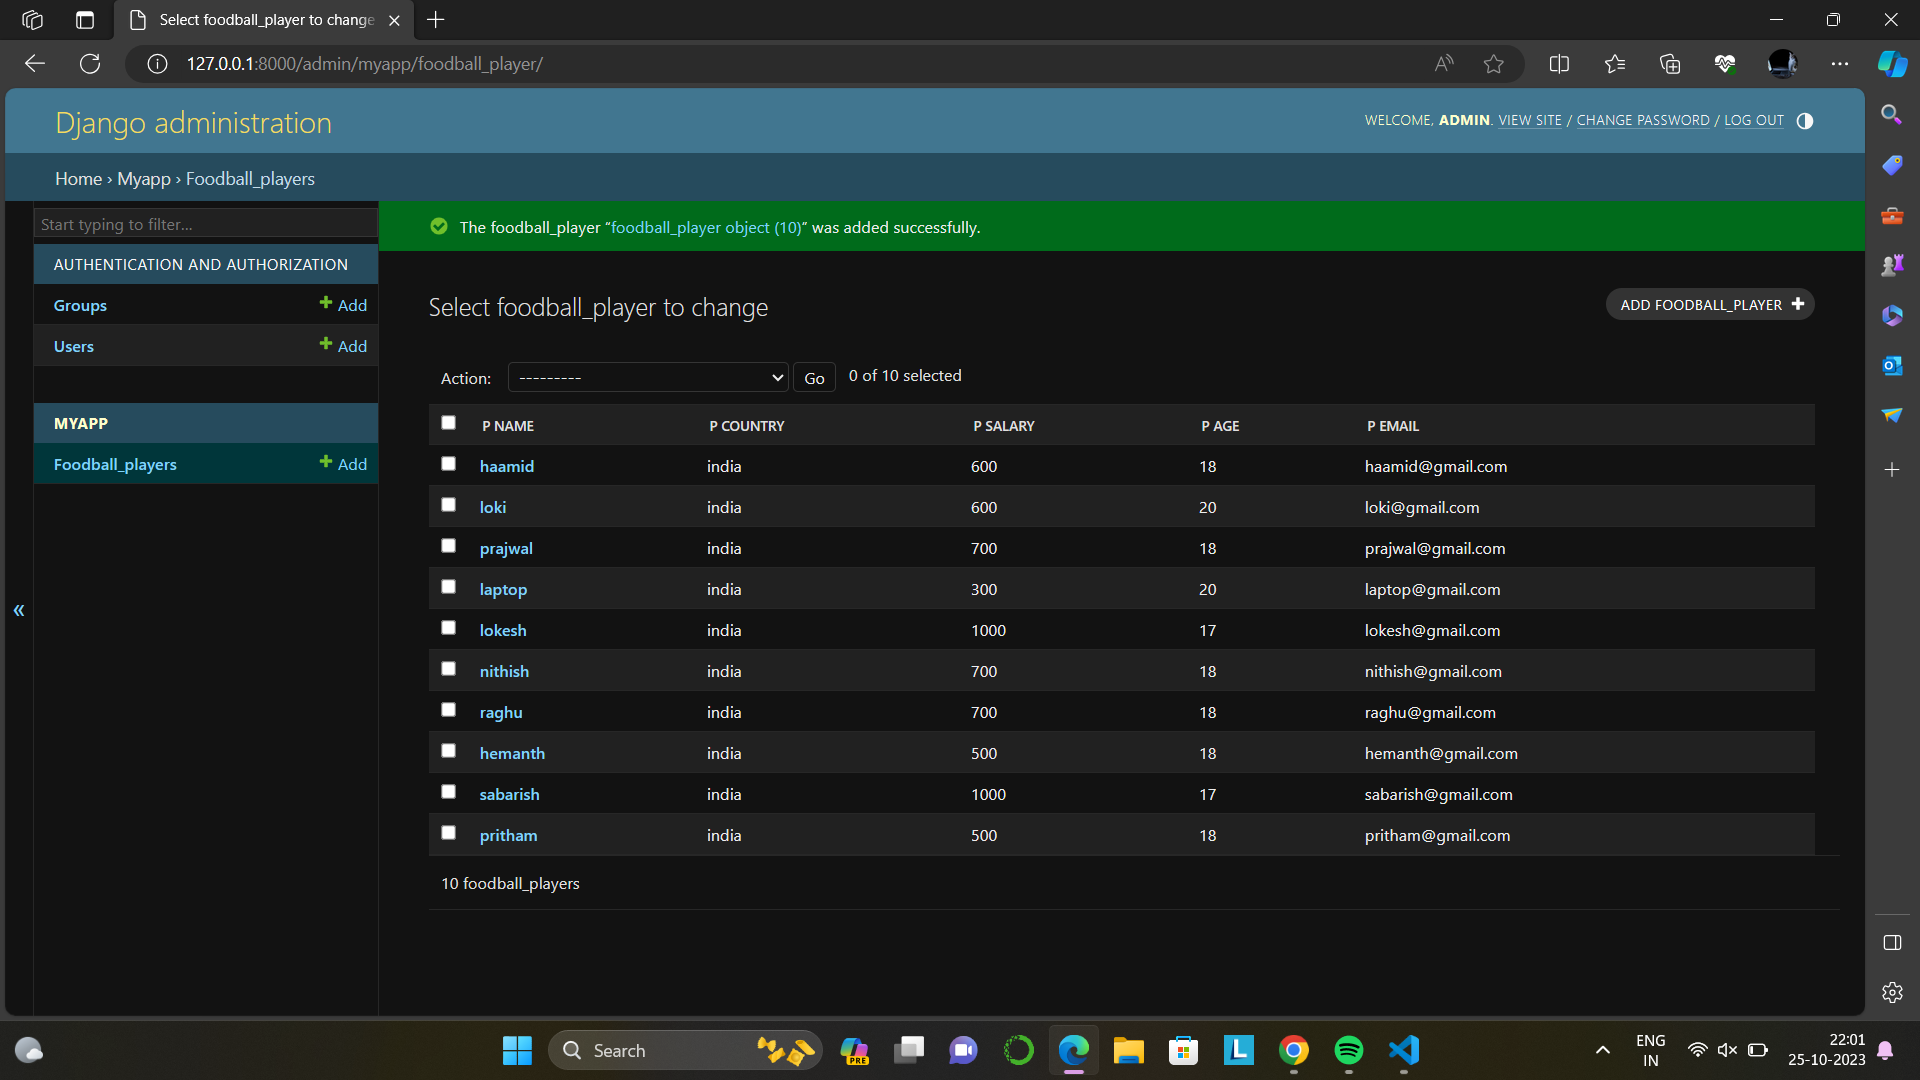 Select foodball_player to change
127.0.0.1:8000/admin/myapp/foodball_player/
Django administration
WELCOME, ADMIN. VIEW SITE / CHANGE PASSWORD / LOG OUT
Home › Myapp › Foodball_players
Start typing to filter...
The foodball_player “foodball_player object (10)” was added successfully.
AUTHENTICATION AND AUTHORIZATION
Groups + Add
Users + Add
MYAPP
Foodball_players + Add
«
Select foodball_player to change
ADD FOODBALL_PLAYER +
Action: --------- Go 0 of 10 selected
P NAME P COUNTRY P SALARY P AGE P EMAIL
haamid india 600 18 haamid@gmail.com
loki india 600 20 loki@gmail.com
prajwal india 700 18 prajwal@gmail.com
laptop india 300 20 laptop@gmail.com
lokesh india 1000 17 lokesh@gmail.com
nithish india 700 18 nithish@gmail.com
raghu india 700 18 raghu@gmail.com
hemanth india 500 18 hemanth@gmail.com
sabarish india 1000 17 sabarish@gmail.com
pritham india 500 18 pritham@gmail.com
10 foodball_players
Search
PRE
L
ENG
IN
22:01
25-10-2023